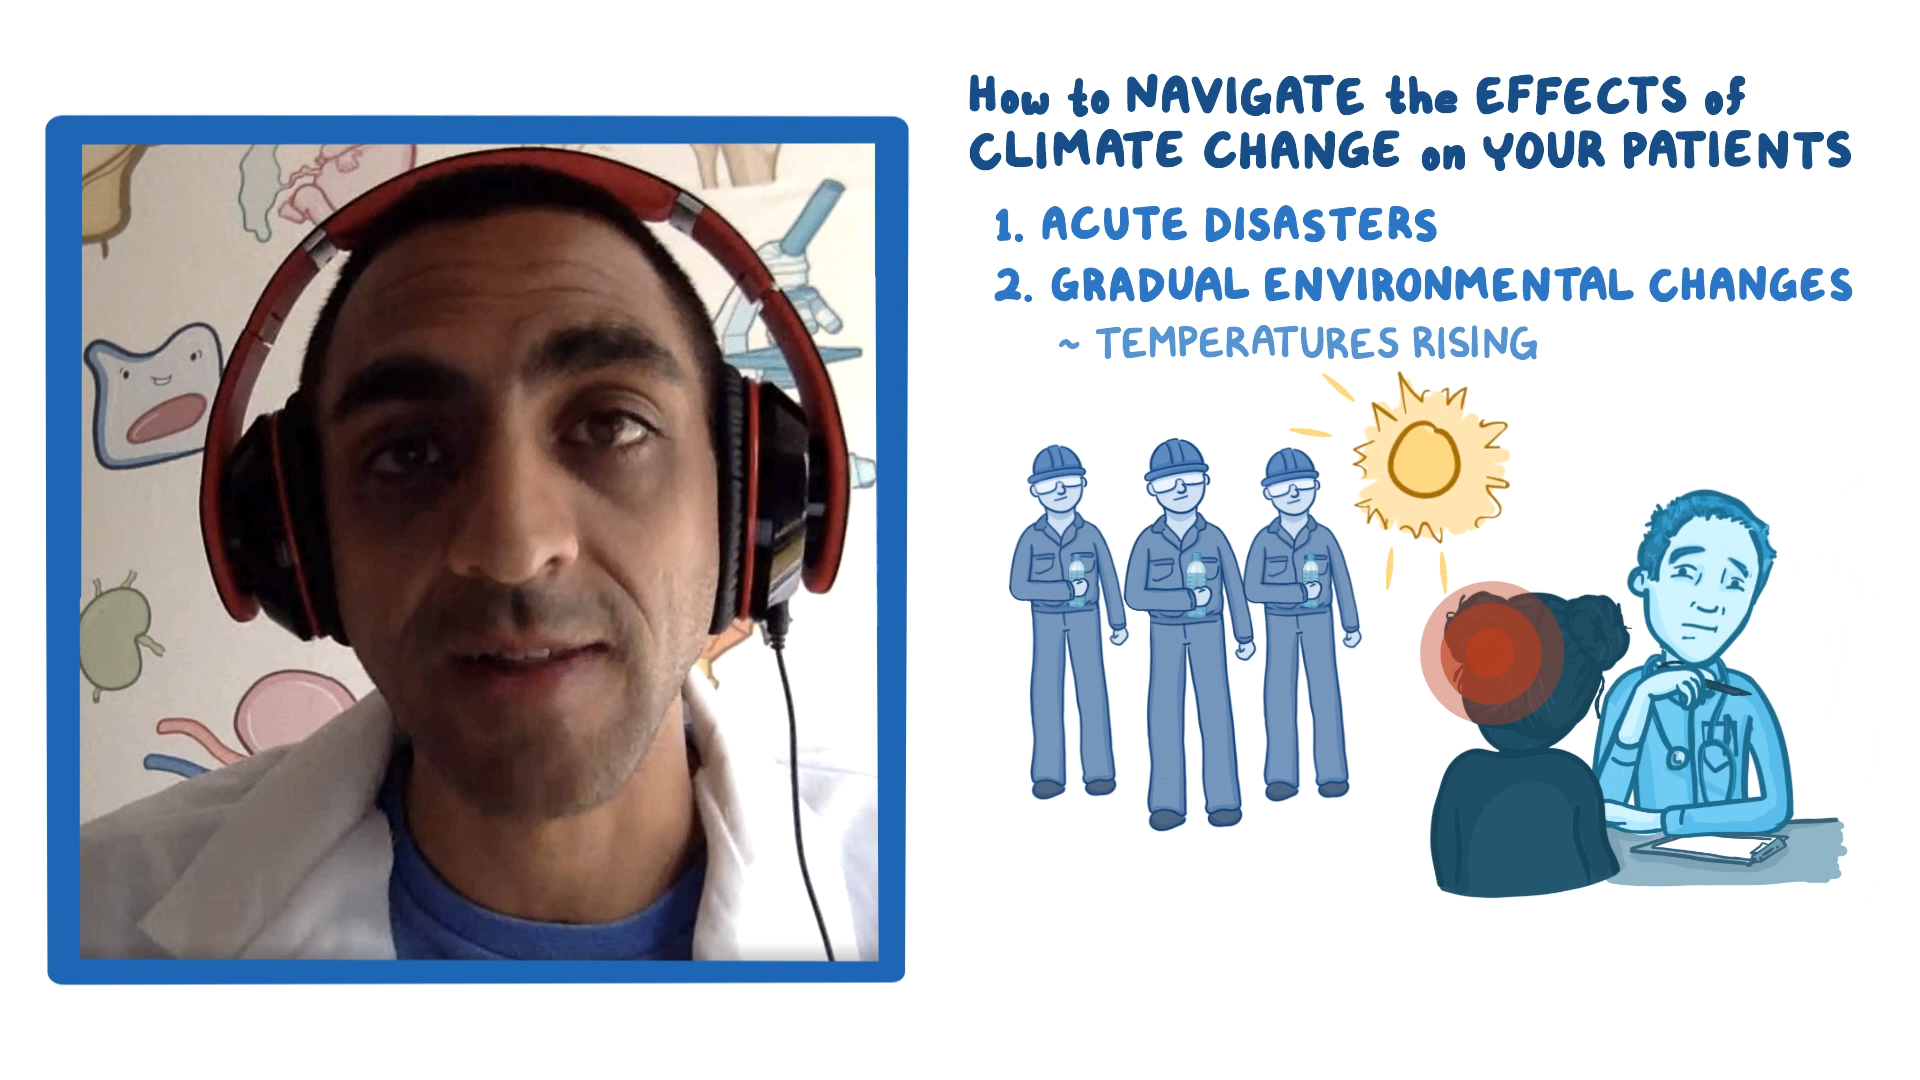 How to NAVIGATE the EFFECTS of
CLIMATE CHANGE on YOUR PATIENTS
1. ACUTE DISASTERS
2. GRADUAL ENVIRONMENTAL CHANGES
~ TEMPERATURES RISING